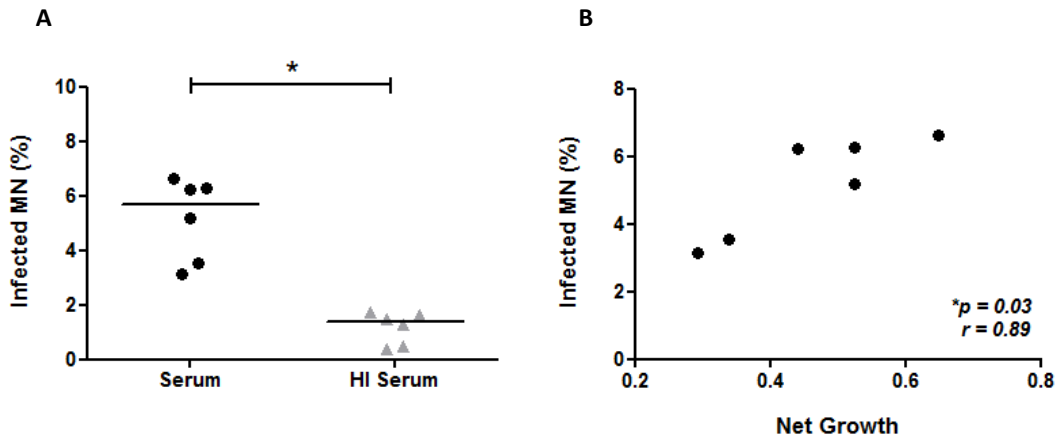 A
*
Infected MN (%)
10
8
6
4
2
0
Serum
HI Serum
B
Infected MN (%)
8
6
4
2
0
0.2
0.4
0.6
0.8
*p = 0.03
r = 0.89
Net Growth